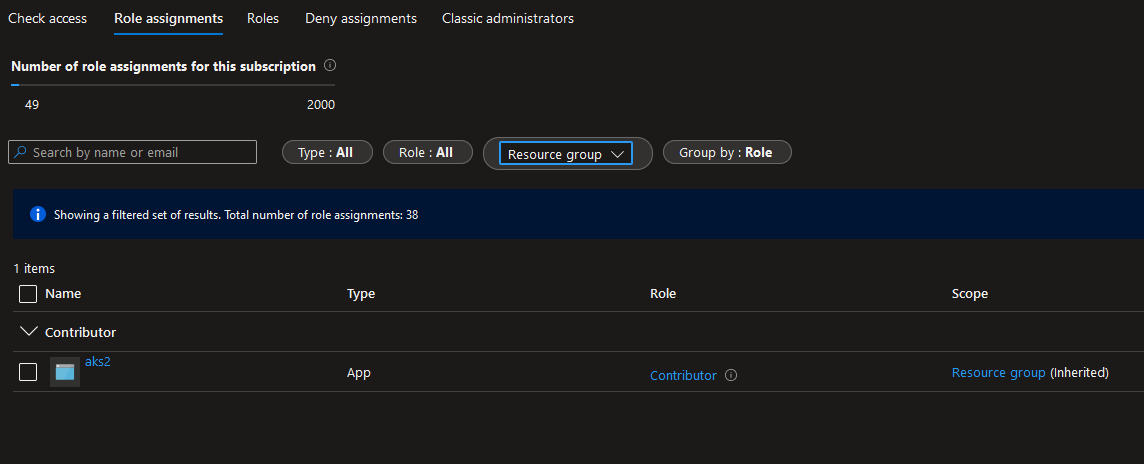 Check access Role assignments Roles Deny assignments Classic administrators
Number of role assignments for this subscription
49 2000
Search by name or email Type : All Role : All Resource group Group by : Role
Showing a filtered set of results. Total number of role assignments: 38
1 items
Name Type Role Scope
Contributor
aks2 App Contributor Resource group (Inherited)